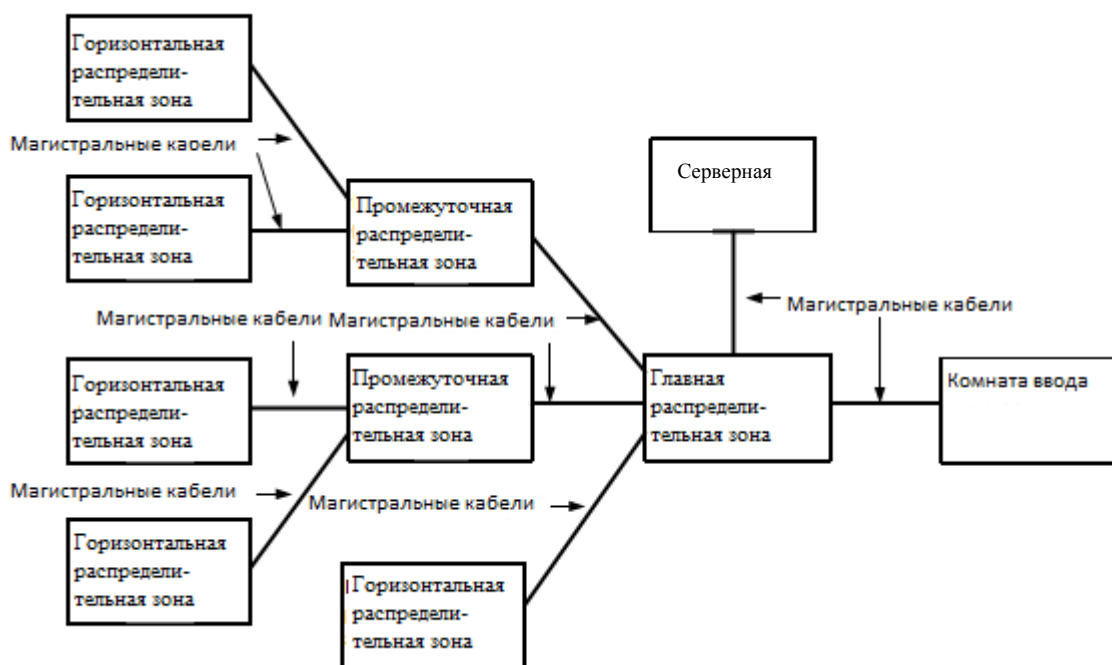 Горизонтальная
распредели-
тельная зона
Магистральные кабели
Серверная
Горизонтальная
распредели-
тельная зона
Промежуточная
распредели-
тельная зона
Магистральные кабели
Магистральные кабели
Магистральные кабели
Горизонтальная
распредели-
тельная зона
Промежуточная
распредели-
тельная зона
Главная
распредели-
тельная зона
Комната ввода
Магистральные кабели
Магистральные кабели
Горизонтальная
распредели-
тельная зона
Горизонтальная
распредели-
тельная зона